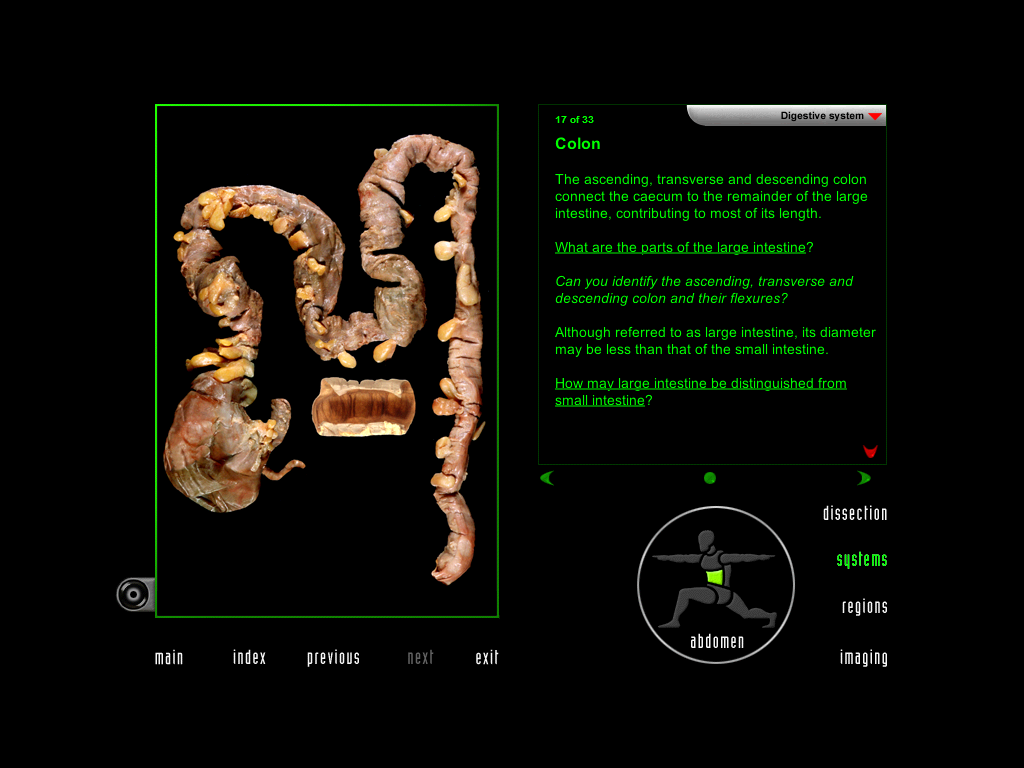 17 of 33
Digestive system
Colon
The ascending, transverse and descending colon
connect the caecum to the remainder of the large
intestine, contributing to most of its length.
What are the parts of the large intestine?
Can you identify the ascending, transverse and
descending colon and their flexures?
Although referred to as large intestine, its diameter
may be less than that of the small intestine.
How may large intestine be distinguished from
small intestine?
dissection
systems
regions
imaging
abdomen
main
index
previous
next
exit